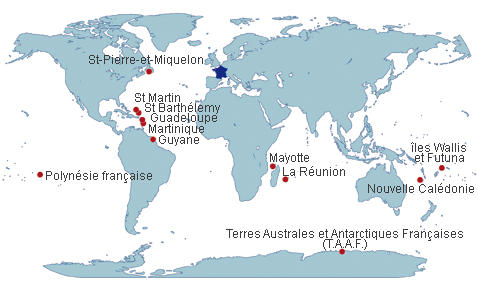 St-Pierre-et-Miquelon
St Martin
St Barthélemy
Guadeloupe
Martinique
Guyane
îles Wallis
et Futuna
Mayotte
La Réunion
Polynésie française
Nouvelle Calédonie
Terres Australes et Antarctiques Françaises
(T.A.A.F.)